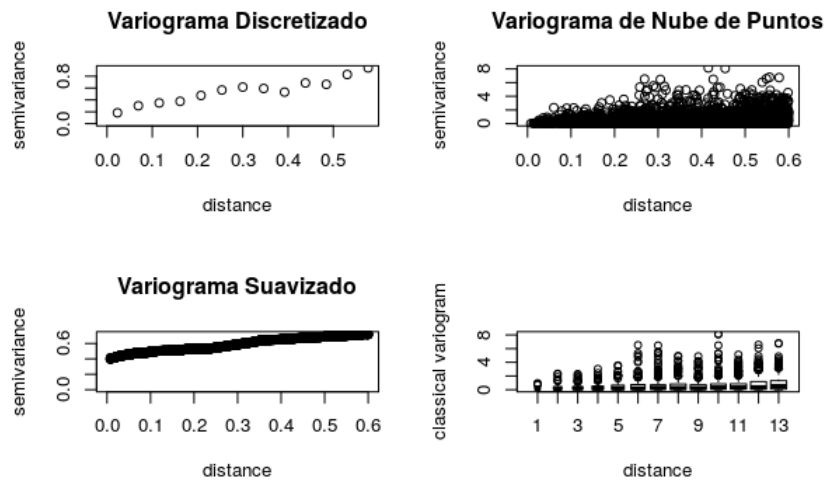 Variograma Discretizado
semivariance
0.0 0.8
0.0 0.1 0.2 0.3 0.4 0.5
distance
Variograma de Nube de Puntos
semivariance
0 4 8
0.0 0.1 0.2 0.3 0.4 0.5 0.6
distance
Variograma Suavizado
semivariance
0.0 0.6
0.0 0.1 0.2 0.3 0.4 0.5 0.6
distance
classical variogram
0 4 8
1 3 5 7 9 11 13
distance